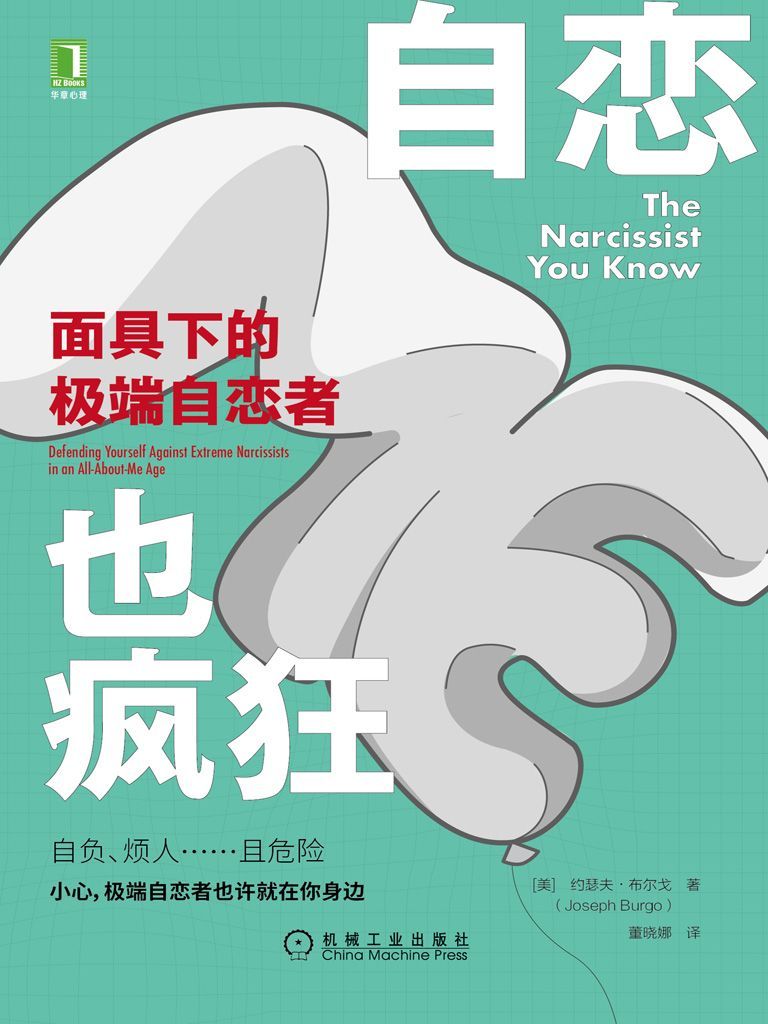 HZ Books
华章心理
自恋
The
Narcissist
You Know
面具下的
极端自恋者
Defending Yourself Against Extreme Narcissists
in an All-About-Me Age
也
疯狂
自负、烦人……且危险
小心，极端自恋者也许就在你身边
[美] 约瑟夫·布尔戈 著
（Joseph Burgo）
董晓娜 译
机械工业出版社
China Machine Press